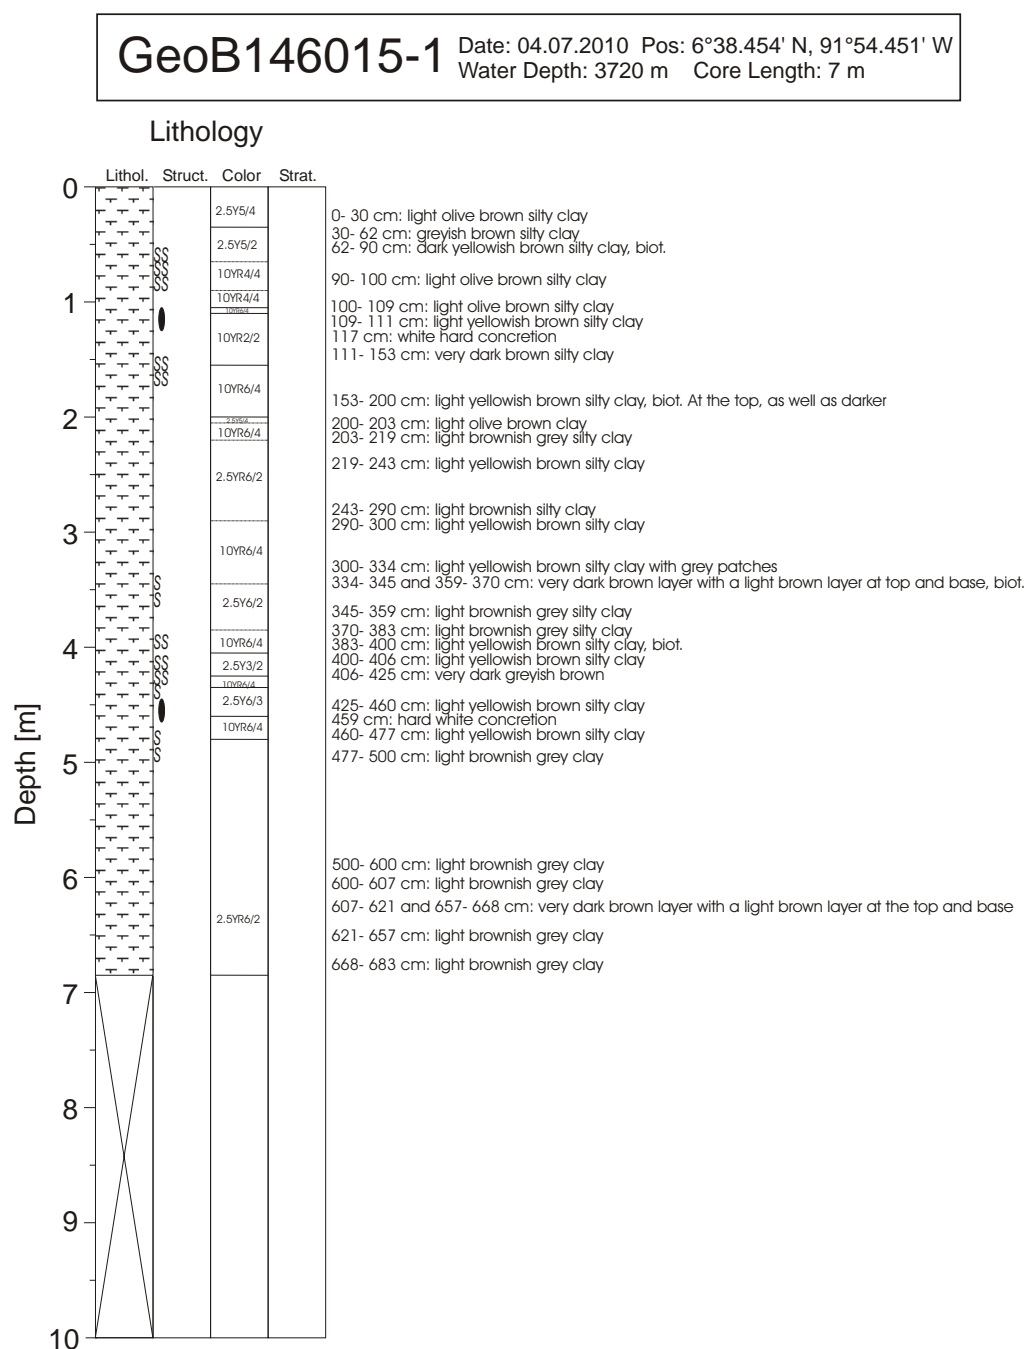 GeoB146015-1
Date: 04.07.2010 Pos: 6°38.454' N, 91°54.451' W
Water Depth: 3720 m Core Length: 7 m
Lithology
Lithol. Struct. Color Strat.
Depth [m]
0
1
2
3
4
5
6
7
8
9
10
SS
SS
SS
SS
SS
S
S
SS
SS
SS
S
S
S
2.5Y5/4
2.5Y5/2
10YR4/4
10YR4/4
10YR6/4
10YR2/2
10YR6/4
2.5Y5/4
10YR6/4
2.5YR6/2
10YR6/4
2.5Y6/2
10YR6/4
2.5Y3/2
10YR6/4
2.5Y6/3
10YR6/4
2.5YR6/2
0- 30 cm: light olive brown silty clay
30- 62 cm: greyish brown silty clay
62- 90 cm: dark yellowish brown silty clay, biot.
90- 100 cm: light olive brown silty clay
100- 109 cm: light olive brown silty clay
109- 111 cm: light yellowish brown silty clay
117 cm: white hard concretion
111- 153 cm: very dark brown silty clay
153- 200 cm: light yellowish brown silty clay, biot. At the top, as well as darker
200- 203 cm: light olive brown clay
203- 219 cm: light brownish grey silty clay
219- 243 cm: light yellowish brown silty clay
243- 290 cm: light brownish silty clay
290- 300 cm: light yellowish brown silty clay
300- 334 cm: light yellowish brown silty clay with grey patches
334- 345 and 359- 370 cm: very dark brown layer with a light brown layer at top and base, biot.
345- 359 cm: light brownish grey silty clay
370- 383 cm: light brownish grey silty clay
383- 400 cm: light yellowish brown silty clay, biot.
400- 406 cm: light yellowish brown silty clay
406- 425 cm: very dark greyish brown
425- 460 cm: light yellowish brown silty clay
459 cm: hard white concretion
460- 477 cm: light yellowish brown silty clay
477- 500 cm: light brownish grey clay
500- 600 cm: light brownish grey clay
600- 607 cm: light brownish grey clay
607- 621 and 657- 668 cm: very dark brown layer with a light brown layer at the top and base
621- 657 cm: light brownish grey clay
668- 683 cm: light brownish grey clay